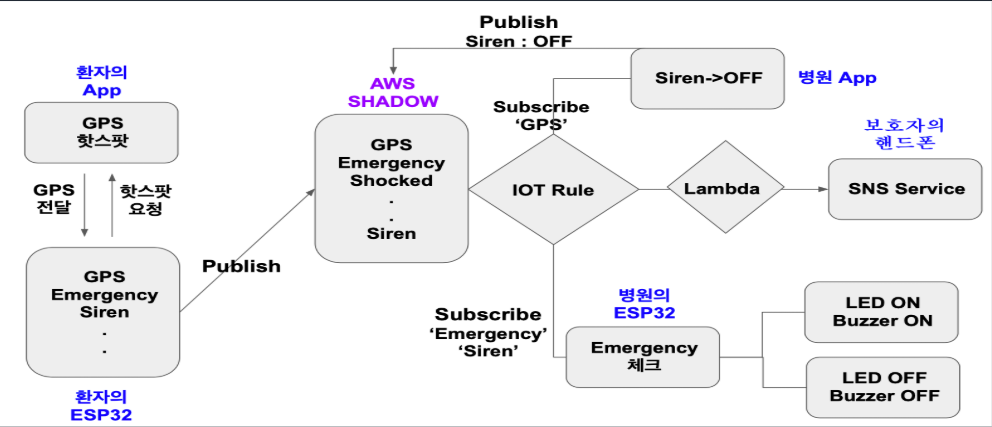 Publish
Siren : OFF
환자의
App
GPS
핫스팟
GPS
전달
핫스팟
요청
GPS
Emergency
Siren
.
.
환자의
ESP32
Publish
AWS
SHADOW
GPS
Emergency
Shocked
.
.
Siren
Subscribe
‘GPS’
Siren->OFF
병원 App
IOT Rule
Lambda
보호자의
핸드폰
SNS Service
Subscribe
‘Emergency’
‘Siren’
병원의
ESP32
Emergency
체크
LED ON
Buzzer ON
LED OFF
Buzzer OFF